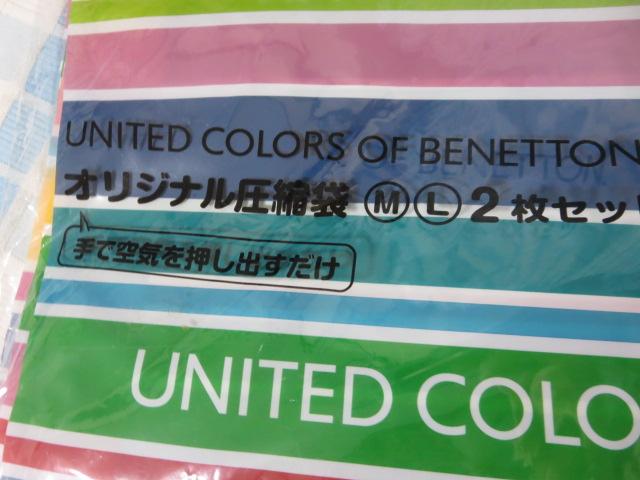 UNITED COLORS OF BENETTON
オリジナル圧縮袋 Ⓜ Ⓛ 2枚セット
手で空気を押し出すだけ
UNITED COLO